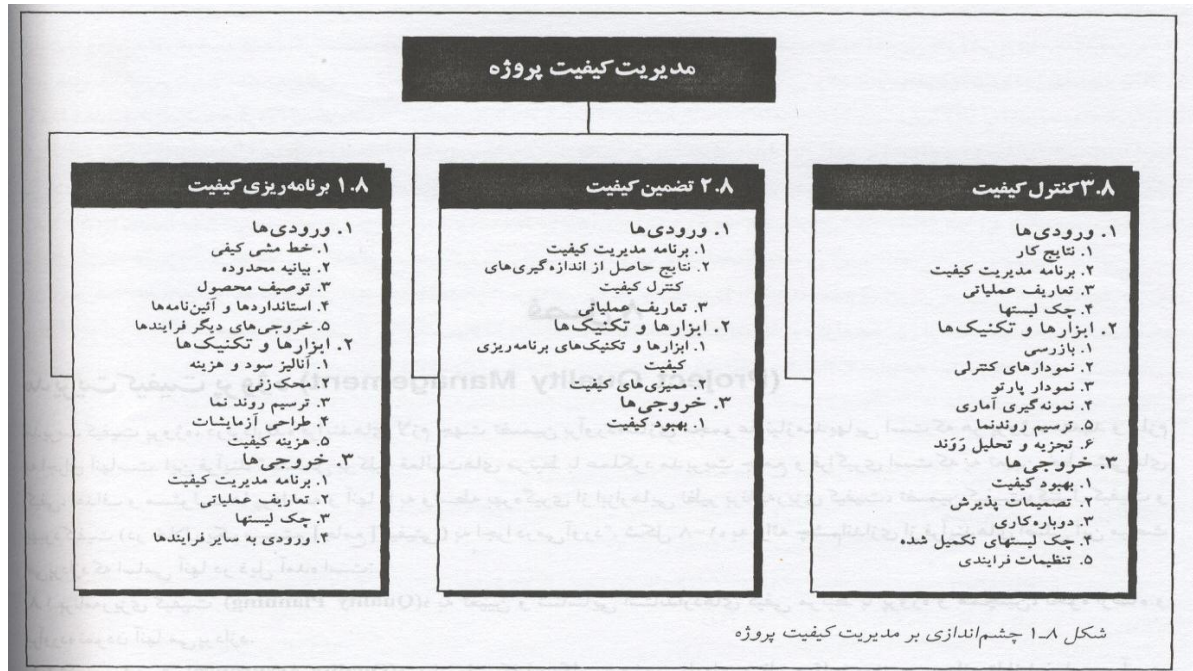 مدیریت کیفیت پروژه
۱.۸ برنامه‌ریزی کیفیت
۱. ورودی‌ها
۱. خط مشی کیفی
۲. بیانیه محدوده
۳. توصیف محصول
۴. استانداردها و آئین‌نامه‌ها
۵. خروجی‌های دیگر فرایندها
۲. ابزارها و تکنیک‌ها
۱. آنالیز سود و هزینه
۲. محک‌زنی
۳. ترسیم روند نما
۴. طراحی آزمایشات
۵. هزینه کیفیت
۳. خروجی‌ها
۱. برنامه مدیریت کیفیت
۲. تعاریف عملیاتی
۳. چک لیستها
۴. ورودی به سایر فرایندها
۲.۸ تضمین کیفیت
۱. ورودی‌ها
۱. برنامه مدیریت کیفیت
۲. نتایج حاصل از اندازه‌گیری‌های
کنترل کیفیت
۳. تعاریف عملیاتی
۲. ابزارها و تکنیک‌ها
۱. ابزارها و تکنیک‌های برنامه‌ریزی
کیفیت
۲. ممیزی‌های کیفیت
۳. خروجی‌ها
۱. بهبود کیفیت
۳.۸ کنترل کیفیت
۱. ورودی‌ها
۱. نتایج کار
۲. برنامه مدیریت کیفیت
۳. تعاریف عملیاتی
۴. چک لیستها
۲. ابزارها و تکنیک‌ها
۱. بازرسی
۲. نمودارهای کنترلی
۳. نمودار پارتو
۴. نمونه‌گیری آماری
۵. ترسیم روندنما
۶. تجزیه و تحلیل رَوَند
۳. خروجی‌ها
۱. بهبود کیفیت
۲. تصمیمات پذیرش
۳. دوباره‌کاری
۴. چک لیستهای تکمیل شده
۵. تنظیمات فرایندی
شکل ۸ـ۱ چشم‌اندازی بر مدیریت کیفیت پروژه